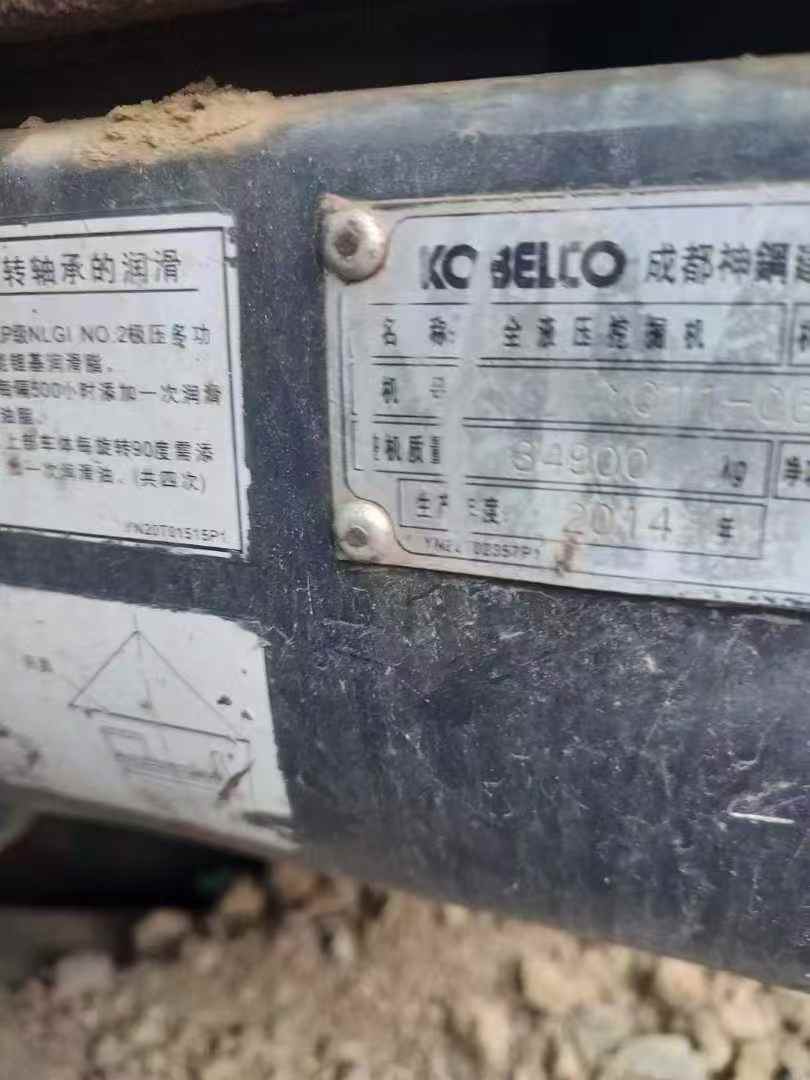 转轴承的润滑
P级NLGI NO.2极压多功
能锂基润滑脂。
每隔500小时添加一次润滑
油脂。
上部车体每旋转90度需添
一次润滑油。(共四次)
YN20T01515P1
KOBELCO 成都神鋼
名 称: 全液压挖掘机
机 号
机质量 34900 kg
生产 度: 2014 年
02357P1